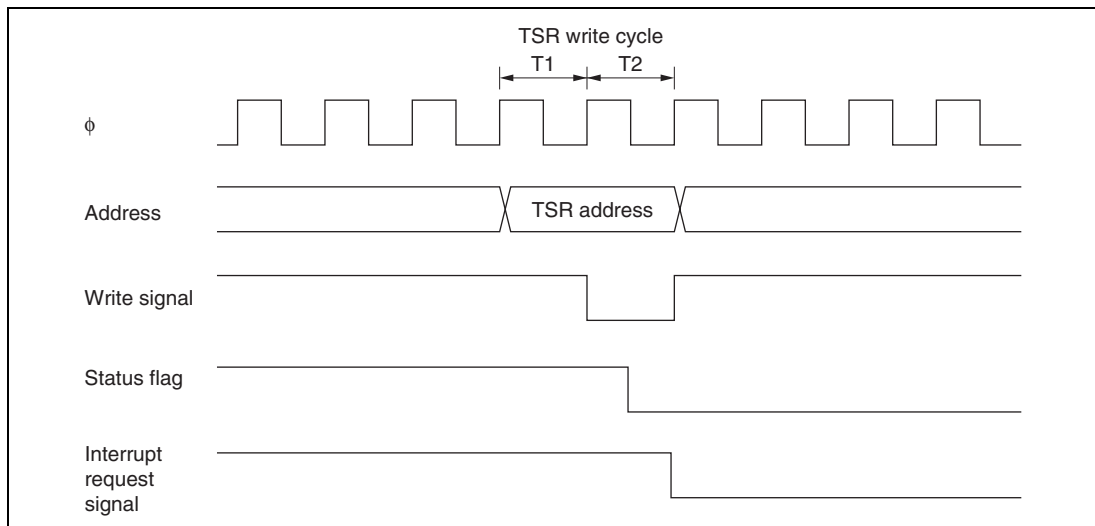 TSR write cycle
T1 T2
ϕ
Address
TSR address
Write signal
Status flag
Interrupt
request
signal